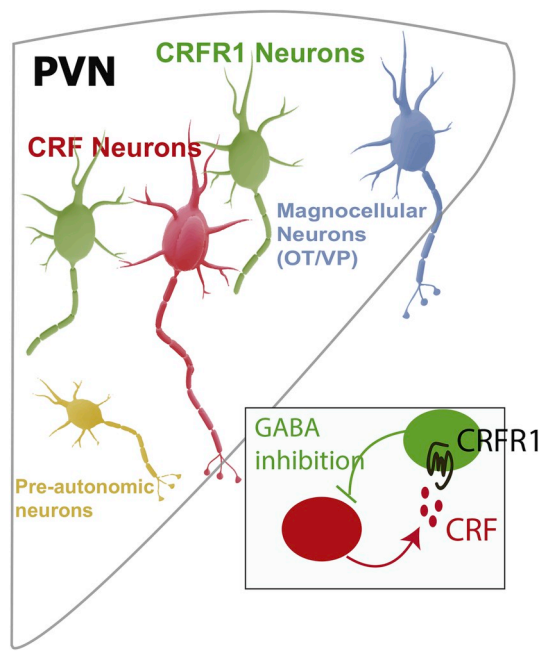 CRFR1 Neurons
PVN
CRF Neurons
Magnocellular
Neurons
(OT/VP)
Pre-autonomic
neurons
GABA
inhibition
CRFR1
CRF